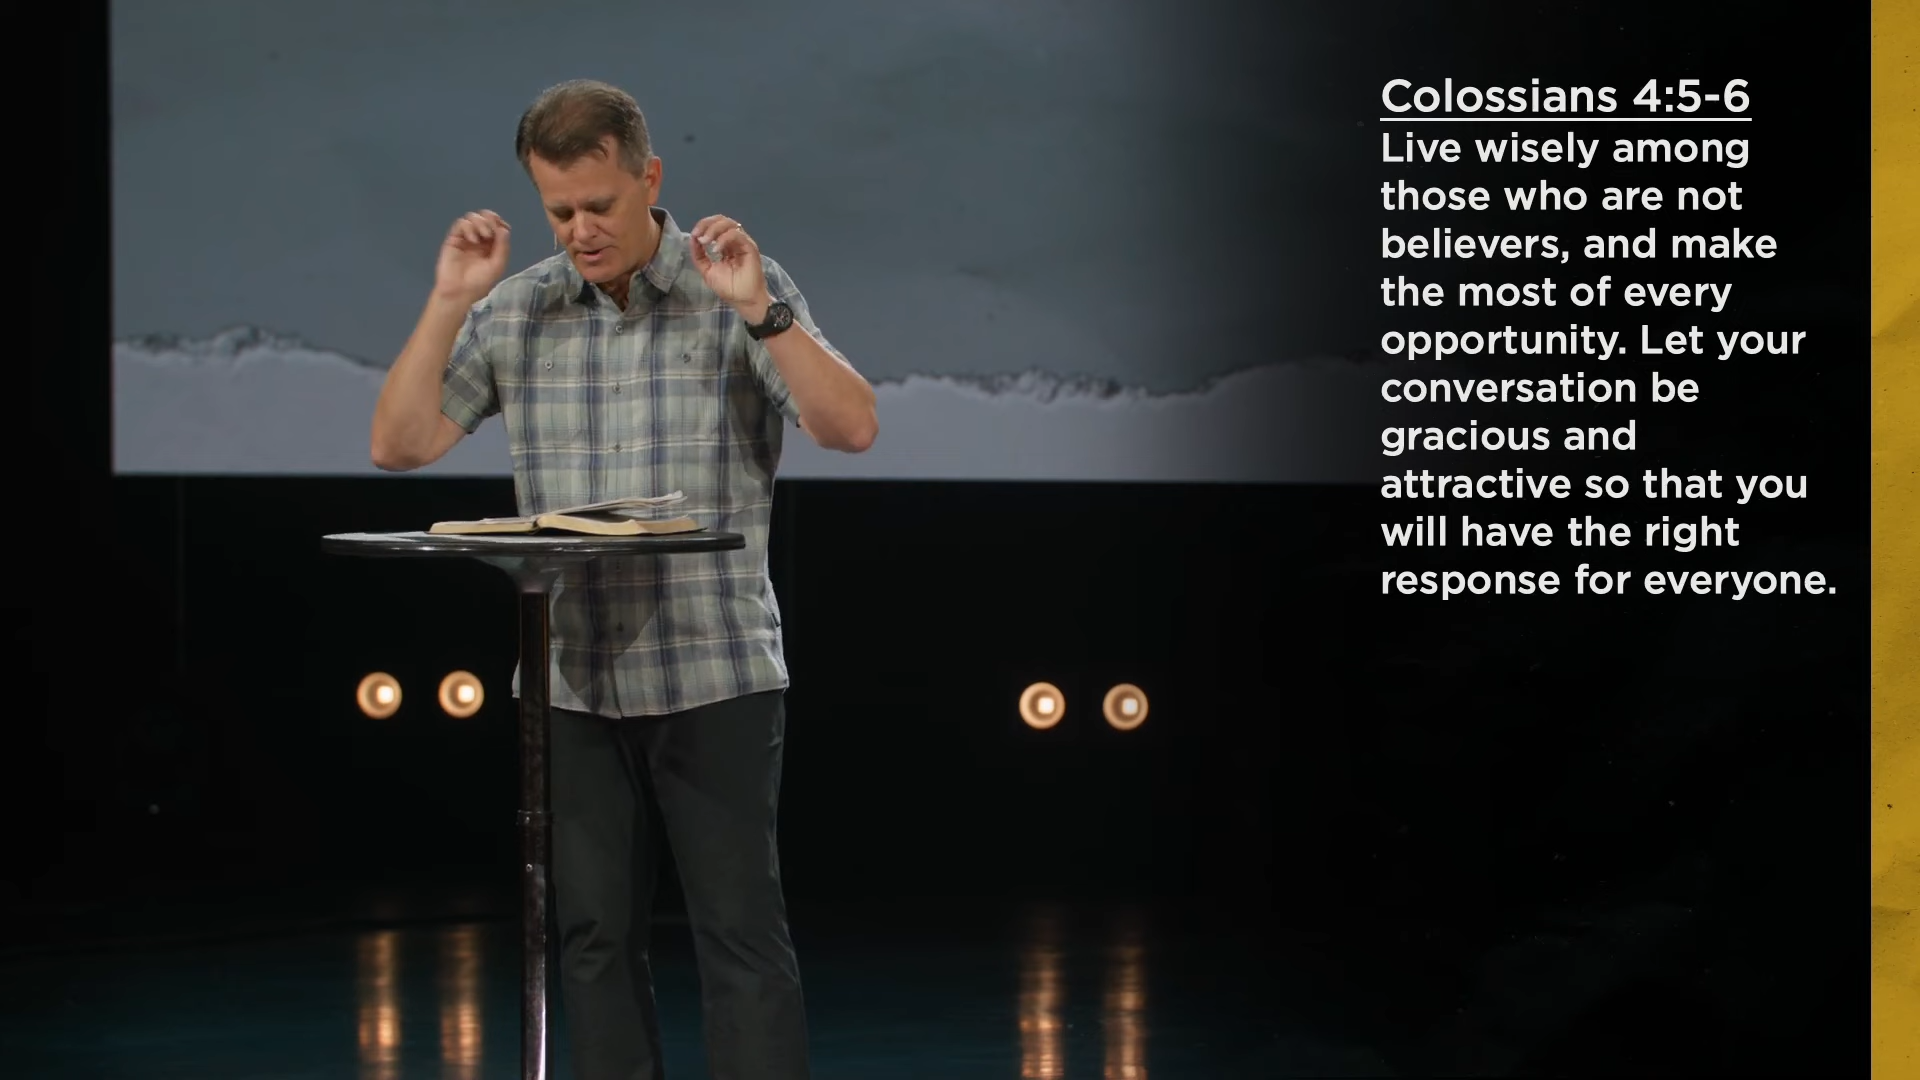 Colossians 4:5-6
Live wisely among
those who are not
believers, and make
the most of every
opportunity. Let your
conversation be
gracious and
attractive so that you
will have the right
response for everyone.